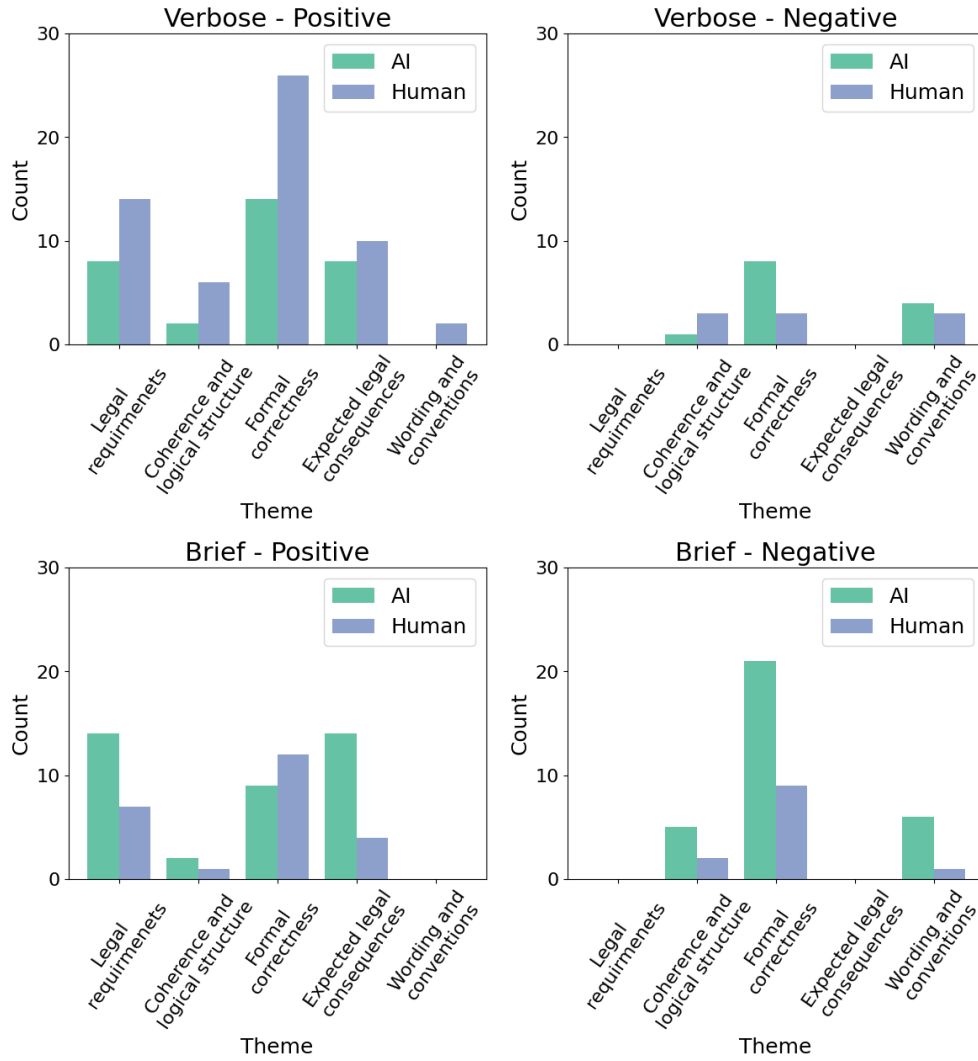 Verbose - Positive
30
20
10
0
Count
AI
Human
Legal
requirmenets
Coherence and
logical structure
Formal
correctness
Expected legal
consequences
Wording and
conventions
Theme
Verbose - Negative
30
20
10
0
Count
AI
Human
Legal
requirmenets
Coherence and
logical structure
Formal
correctness
Expected legal
consequences
Wording and
conventions
Theme
Brief - Positive
30
20
10
0
Count
AI
Human
Legal
requirmenets
Coherence and
logical structure
Formal
correctness
Expected legal
consequences
Wording and
conventions
Theme
Brief - Negative
30
20
10
0
Count
AI
Human
Legal
requirmenets
Coherence and
logical structure
Formal
correctness
Expected legal
consequences
Wording and
conventions
Theme